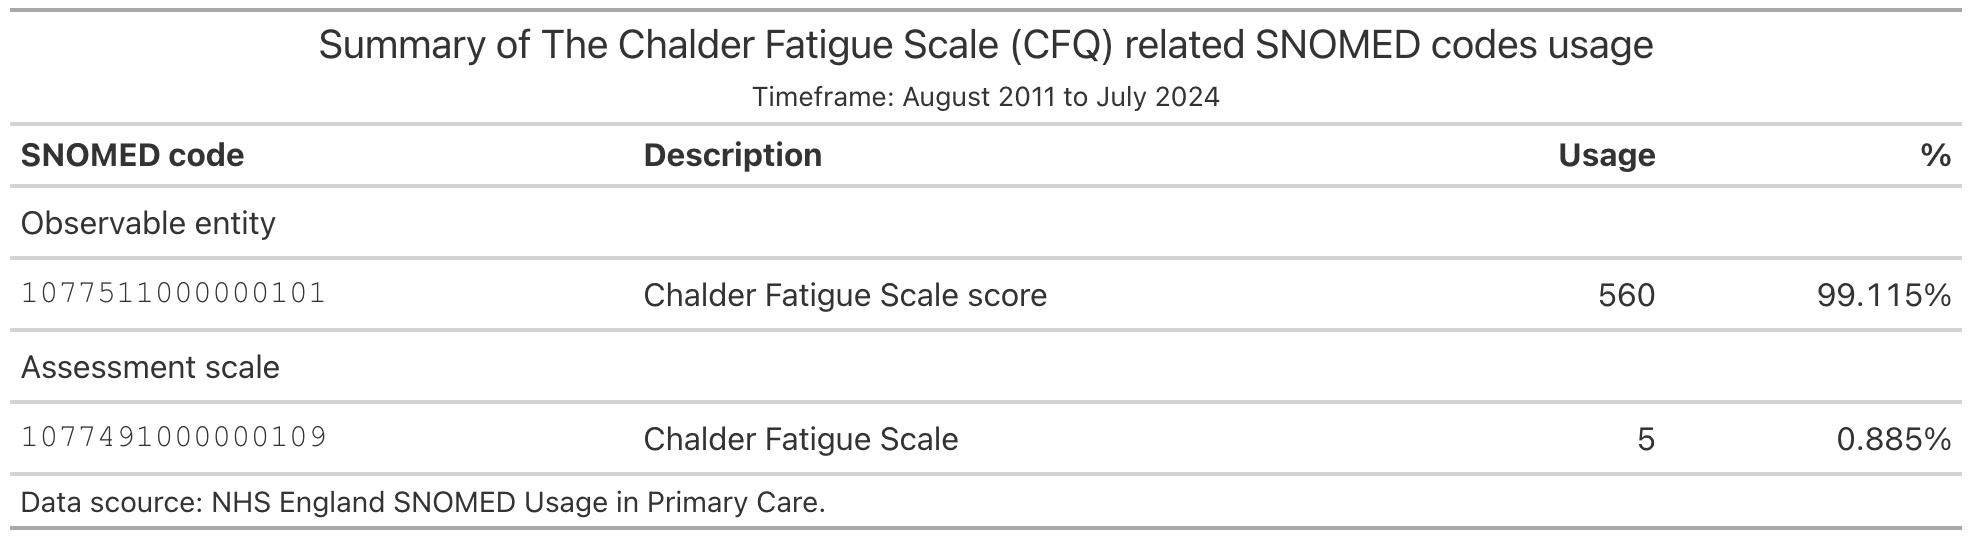 Summary of The Chalder Fatigue Scale (CFQ) related SNOMED codes usage
Timeframe: August 2011 to July 2024
SNOMED code Description Usage %
Observable entity
1077511000000101 Chalder Fatigue Scale score 560 99.115%
Assessment scale
1077491000000109 Chalder Fatigue Scale 5 0.885%
Data scource: NHS England SNOMED Usage in Primary Care.